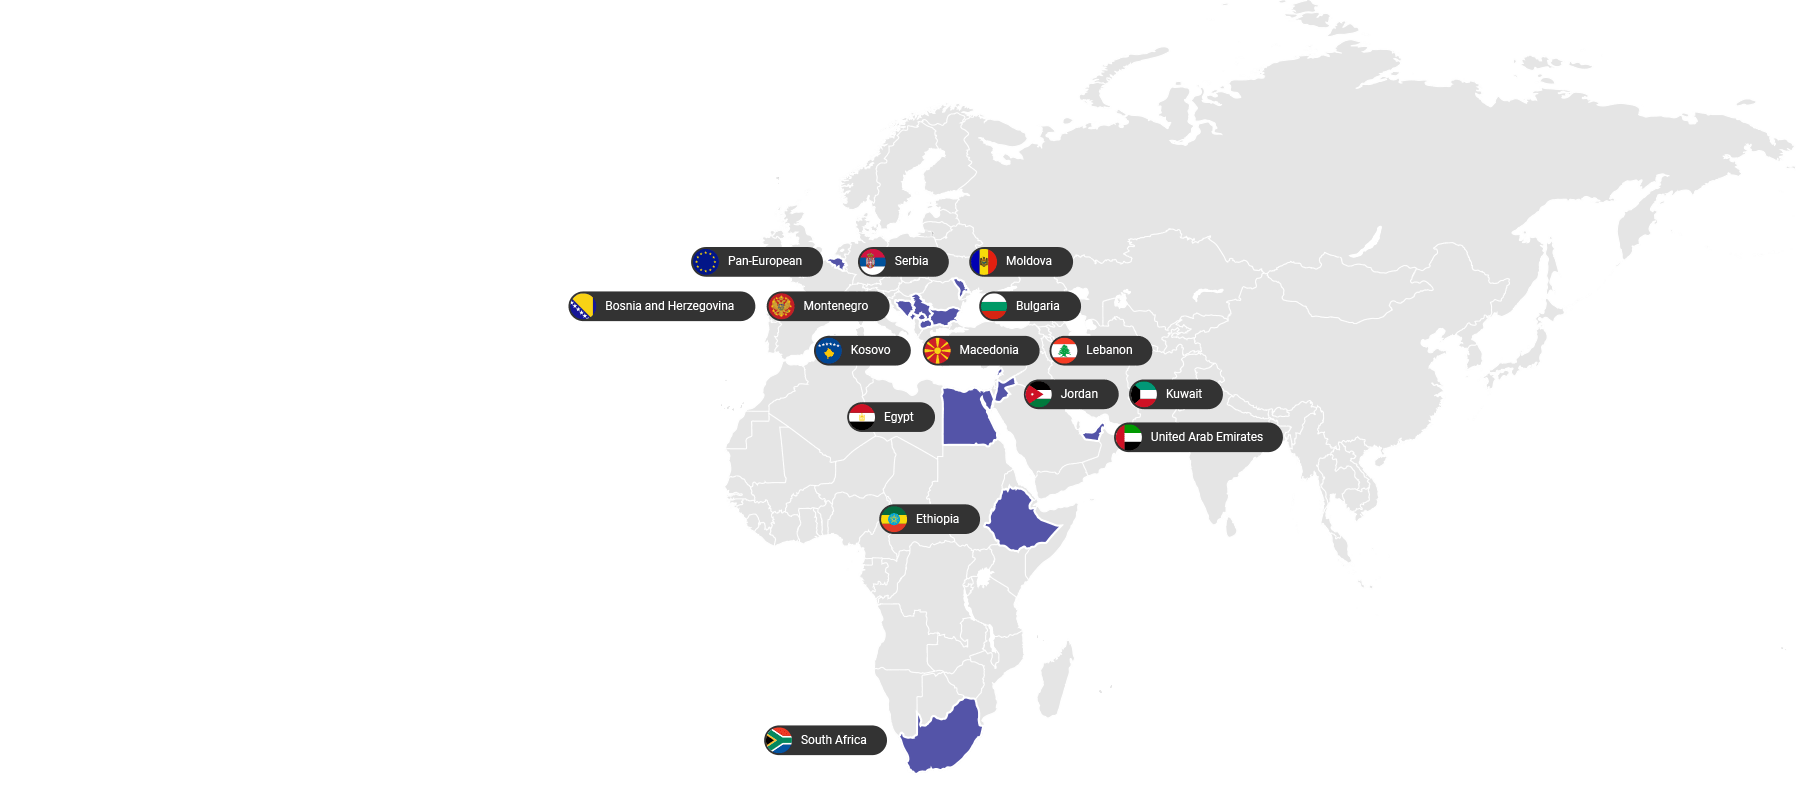 Pan-European
Serbia
Moldova
Bosnia and Herzegovina
Montenegro
Bulgaria
Kosovo
Macedonia
Lebanon
Jordan
Kuwait
Egypt
United Arab Emirates
Ethiopia
South Africa